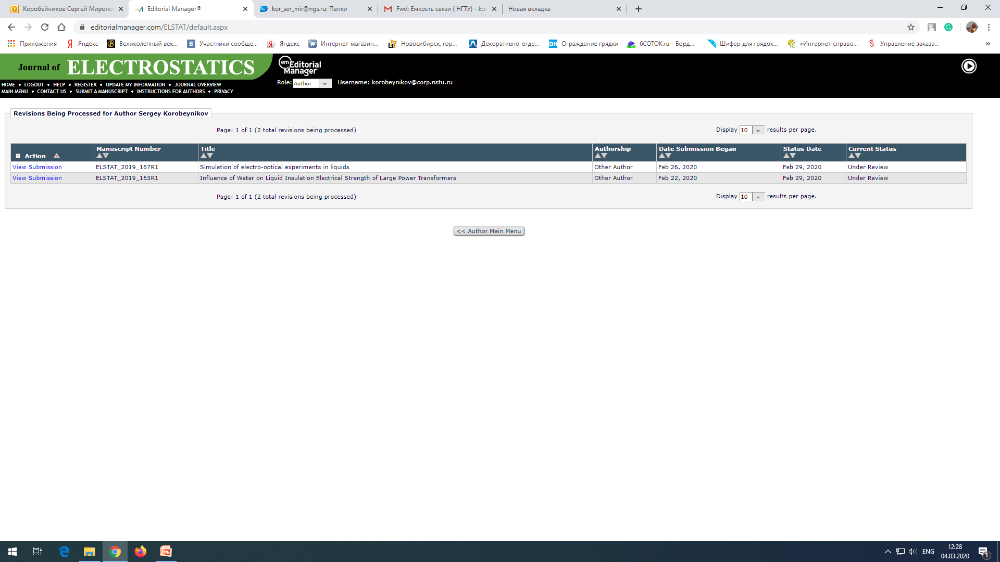 Коробейников Сергей Мироно
Editorial Manager®
kor_ser_mir@ngs.ru: Папки
Fwd: Емкость связи ( НГТУ) - kor
Новая вкладка
editorialmanager.com/ELSTAT/default.aspx
Приложения
Яндекс
Великолепный век...
Участники сообще...
Яндекс
Интернет-магазин...
Новосибирск, гор...
Декоративно-отде...
Ограждение грядки
6СОТОК.ru - Борд...
Шифер для грядок...
«Интернет-справо...
Управление заказа...
Journal of ELECTROSTATICS
em Editorial Manager
Role: Author Username: korobeynikov@corp.nstu.ru
HOME • LOGOUT • HELP • REGISTER • UPDATE MY INFORMATION • JOURNAL OVERVIEW
MAIN MENU • CONTACT US • SUBMIT A MANUSCRIPT • INSTRUCTIONS FOR AUTHORS • PRIVACY
Revisions Being Processed for Author Sergey Korobeynikov
Page: 1 of 1 (2 total revisions being processed) Display 10 results per page.
Action Manuscript Number Title Authorship Date Submission Began Status Date Current Status
View Submission ELSTAT_2019_167R1 Simulation of electro-optical experiments in liquids Other Author Feb 26, 2020 Feb 29, 2020 Under Review
View Submission ELSTAT_2019_163R1 Influence of Water on Liquid Insulation Electrical Strength of Large Power Transformers Other Author Feb 22, 2020 Feb 29, 2020 Under Review
Page: 1 of 1 (2 total revisions being processed) Display 10 results per page.
<< Author Main Menu
ENG
12:28
04.03.2020
1